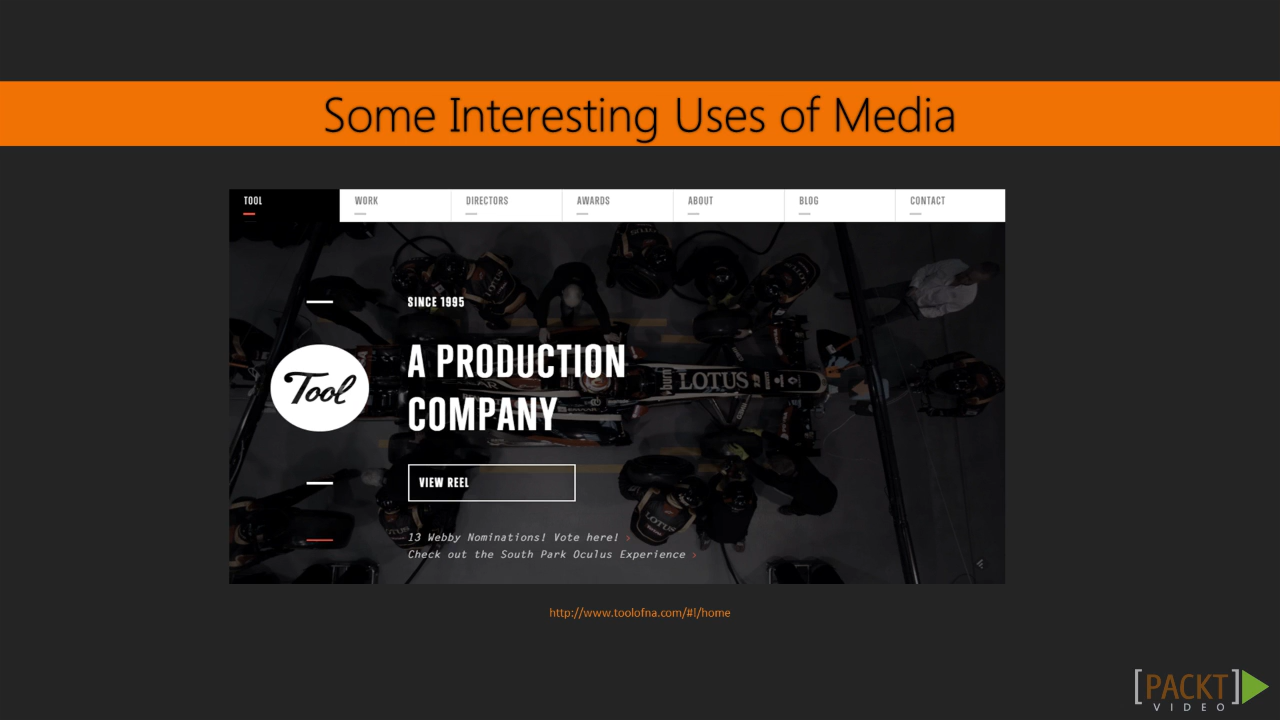 Some Interesting Uses of Media
TOOL WORK DIRECTORS AWARDS ABOUT BLOG CONTACT
SINCE 1995
A PRODUCTION
COMPANY
Tool
LOTUS
burn
VIEW REEL
LOTUS
13 Webby Nominations! Vote here! >
Check out the South Park Oculus Experience >
http://www.toolofna.com/#!/home
[PACKT]
VIDEO